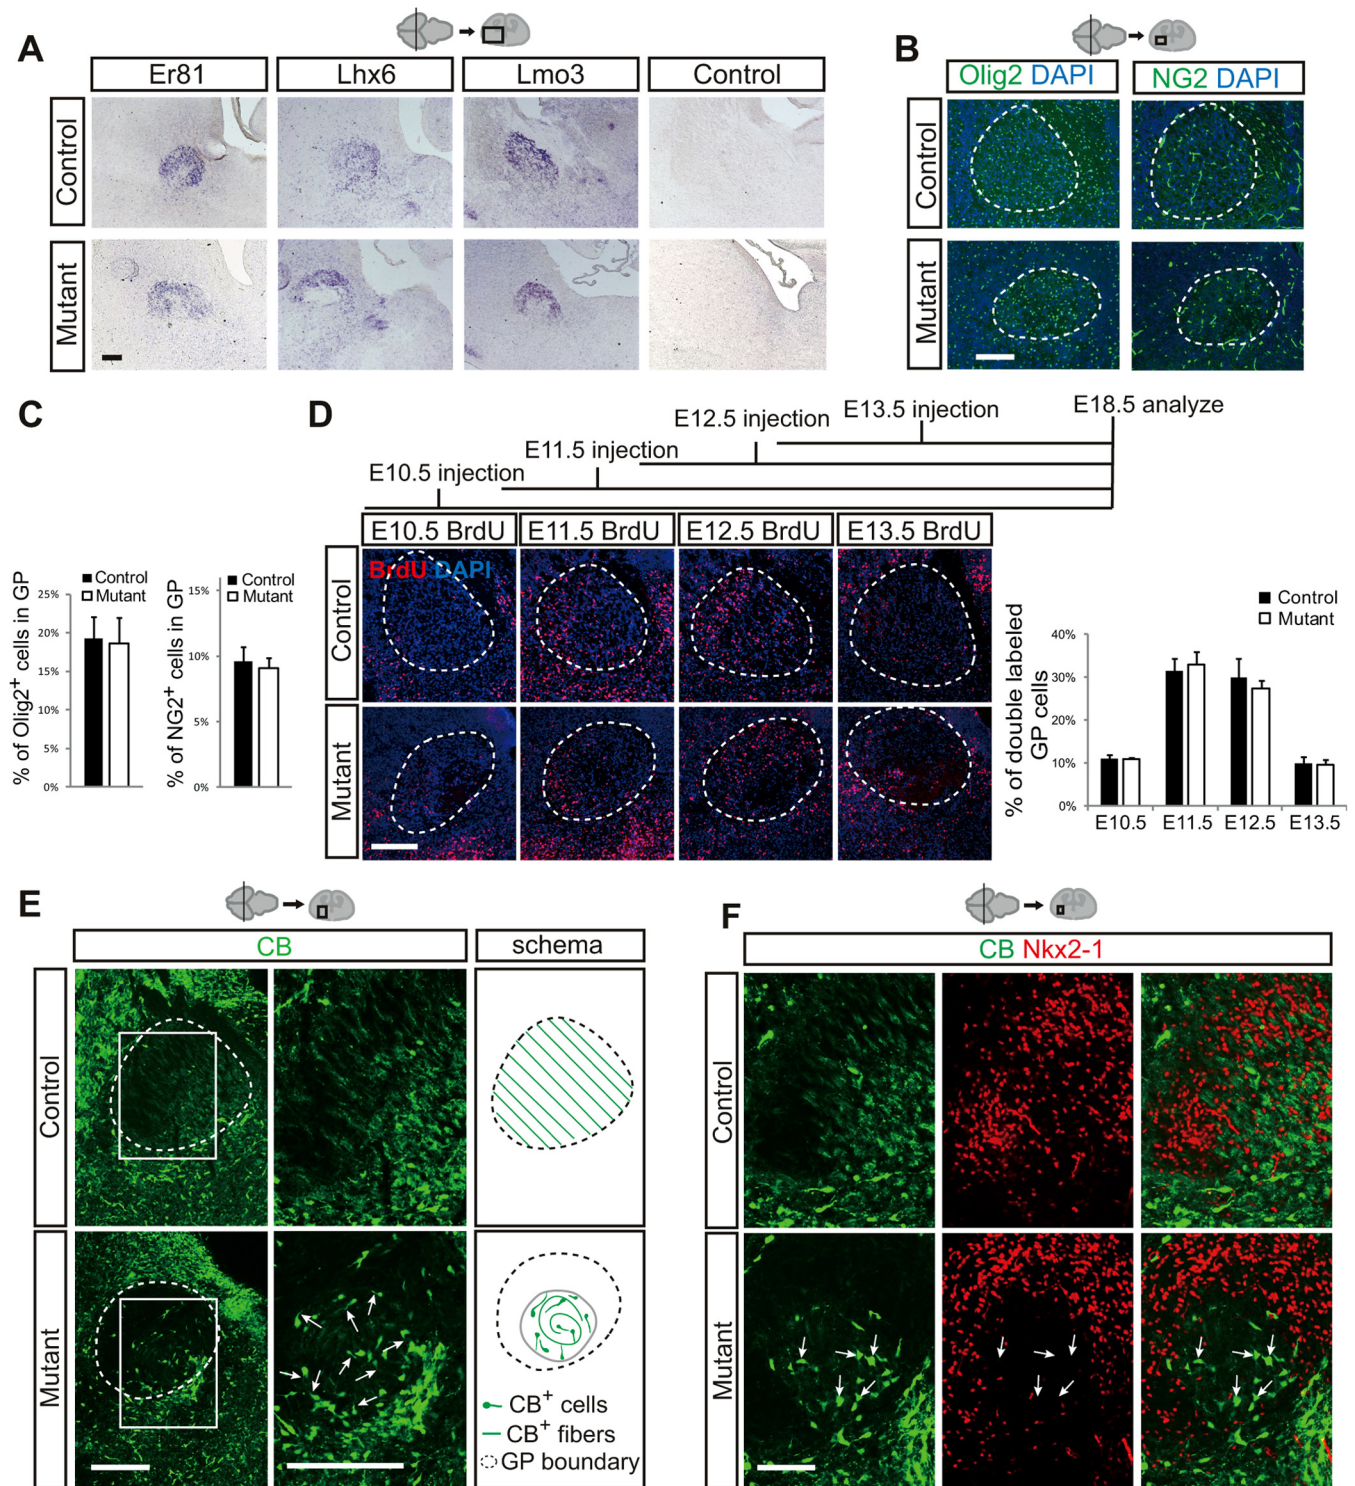 A
Er81
Lhx6
Lmo3
Control
Control
Mutant
B
Olig2 DAPI
NG2 DAPI
Control
Mutant
C
Control
Mutant
% of Olig2+ cells in GP
25%
20%
15%
10%
5%
0%
Control
Mutant
% of NG2+ cells in GP
15%
10%
5%
0%
D
E10.5 injection
E11.5 injection
E12.5 injection
E13.5 injection
E18.5 analyze
E10.5 BrdU
E11.5 BrdU
E12.5 BrdU
E13.5 BrdU
BrdU DAPI
Control
Mutant
Control
Mutant
% of double labeled
GP cells
40%
30%
20%
10%
0%
E10.5
E11.5
E12.5
E13.5
E
CB
schema
Control
Mutant
CB+ cells
CB+ fibers
GP boundary
F
CB Nkx2-1
Control
Mutant